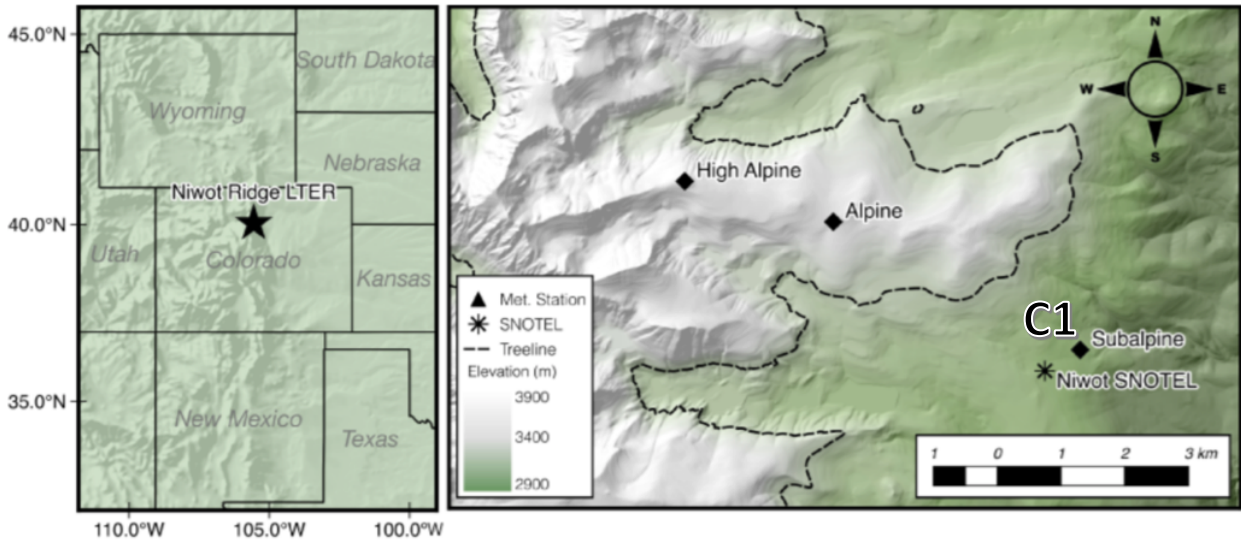 45.0°N
40.0°N
35.0°N
110.0°W
105.0°W
100.0°W
South Dakota
Wyoming
Nebraska
Niwot Ridge LTER
Utah
Colorado
Kansas
New Mexico
Texas
N
W
E
S
High Alpine
Alpine
C1
Subalpine
Niwot SNOTEL
Met. Station
SNOTEL
Treeline
Elevation (m)
3900
3400
2900
1 0 1 2 3 km